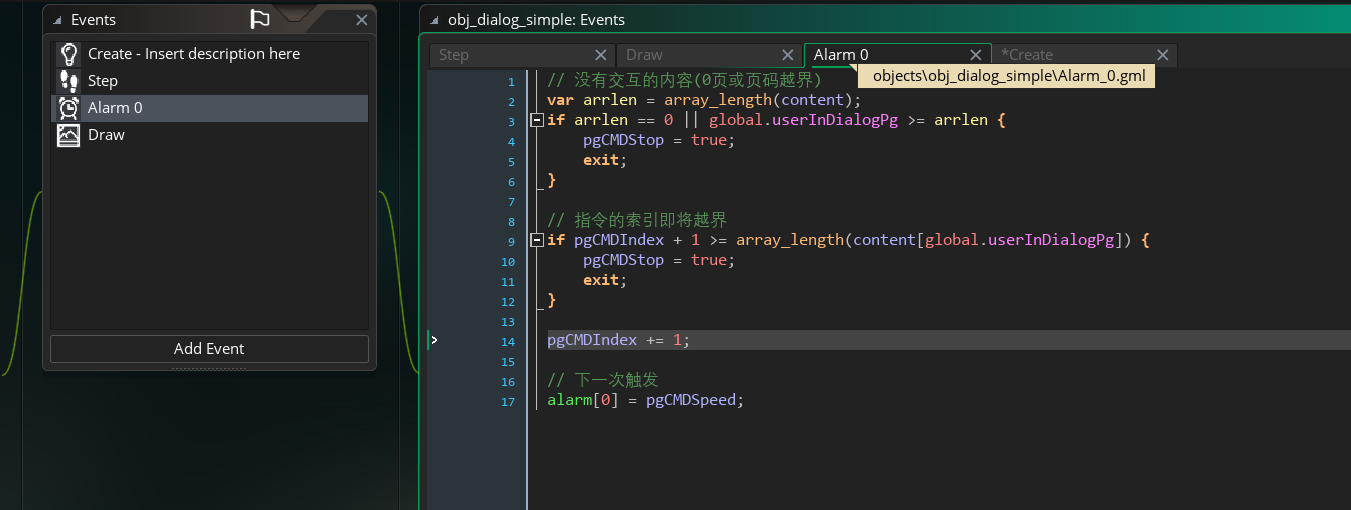 Events
Create - Insert description here
Step
Alarm 0
Draw
Add Event
obj_dialog_simple: Events
Step
Draw
Alarm 0
*Create
objects\obj_dialog_simple\Alarm_0.gml
1 // 没有交互的内容(0页或页码越界)
2 var arrlen = array_length(content);
3 if arrlen == 0 || global.userInDialogPg >= arrlen {
4 pgCMDStop = true;
5 exit;
6 }
7
8 // 指令的索引即将越界
9 if pgCMDIndex + 1 >= array_length(content[global.userInDialogPg]) {
10 pgCMDStop = true;
11 exit;
12 }
13
14 pgCMDIndex += 1;
15
16 // 下一次触发
17 alarm[0] = pgCMDSpeed;